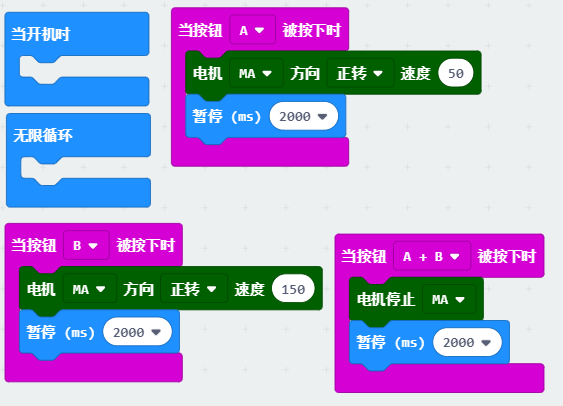 当开机时
无限循环
当按钮 A 被按下时
电机 MA 方向 正转 速度 50
暂停 (ms) 2000
当按钮 B 被按下时
电机 MA 方向 正转 速度 150
暂停 (ms) 2000
当按钮 A + B 被按下时
电机停止 MA
暂停 (ms) 2000